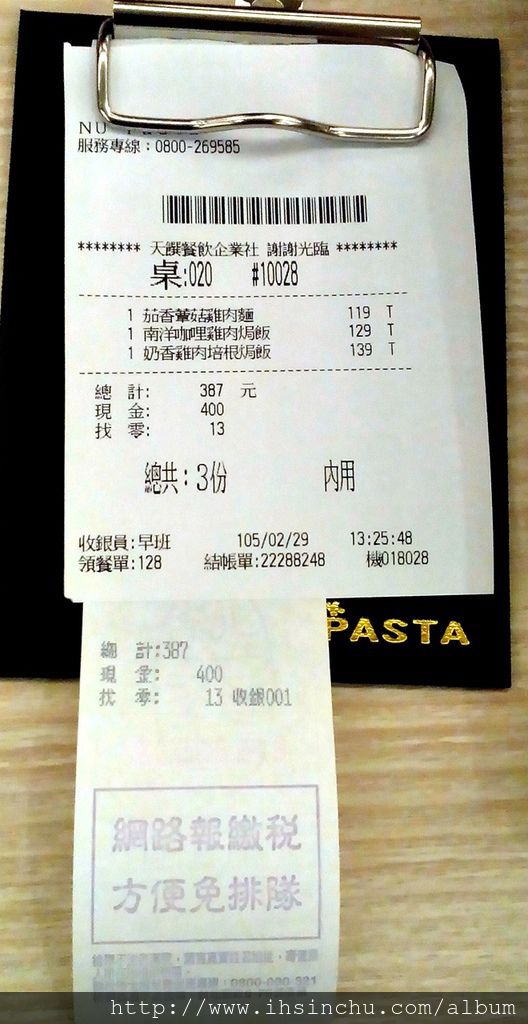 NU
服務專線：0800-269585
******** 天饌餐飲企業社 謝謝光臨 ********
桌:020 #10028
1 茄香蕈菇雞肉麵 119 T
1 南洋咖哩雞肉焗飯 129 T
1 奶香雞肉培根焗飯 139 T
總 計: 387 元
現 金: 400
找 零: 13
總共：3份 內用
收銀員:早班 105/02/29 13:25:48
領餐單:128 結帳單:22288248 機018028
PASTA
總 計:387
現 金: 400
找 零: 13 收銀001
網路報繳稅
方便免排隊
http://www.ihsinchu.com/album